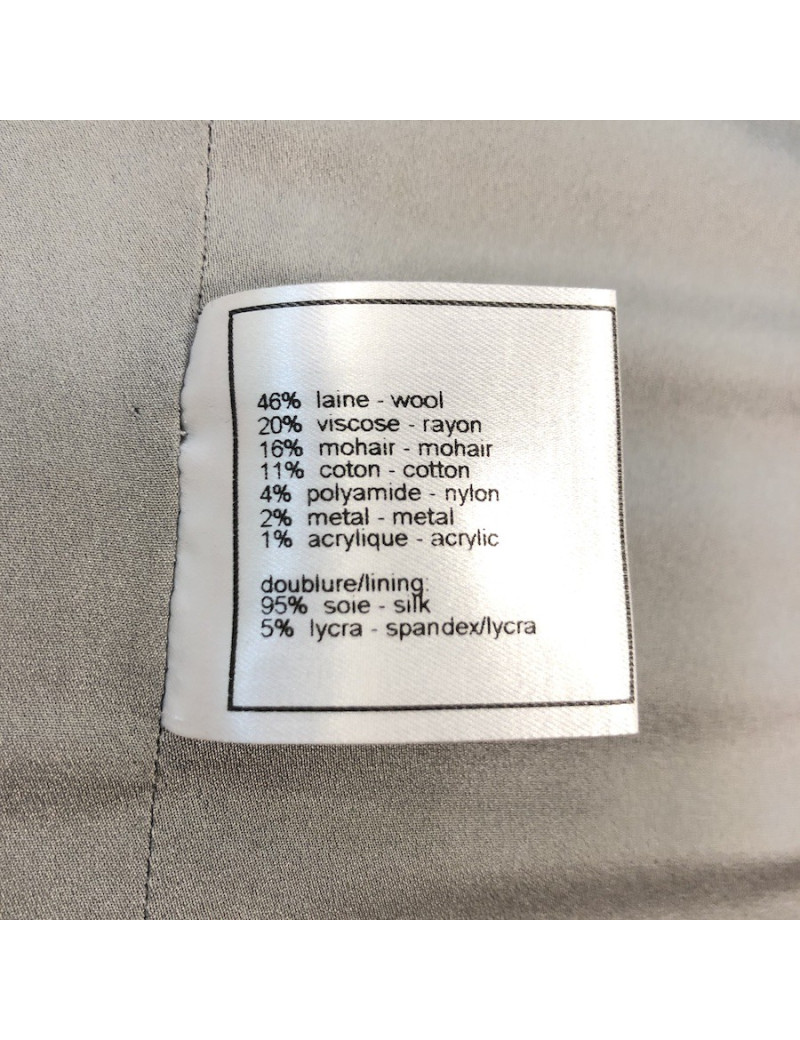 46% laine - wool
20% viscose - rayon
16% mohair - mohair
11% coton - cotton
4% polyamide - nylon
2% metal - metal
1% acrylique - acrylic
doublure/lining:
95% soie - silk
5% lycra - spandex/lycra